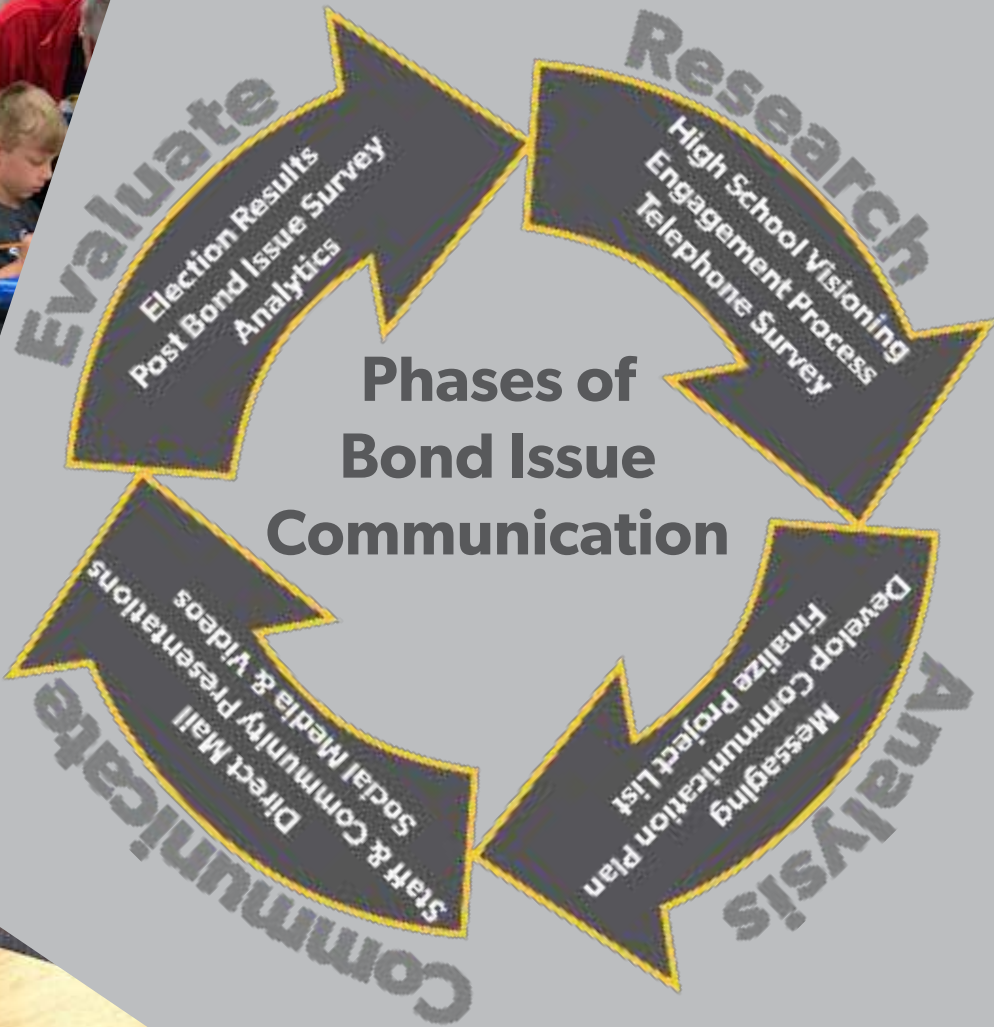 Phases of
Bond Issue
Communication
Research
High School Visioning
Engagement Process
Telephone Survey
Analysis
Messaging
Develop Communication Plan
Finalize Project List
Communicate
Direct Mail
Staff & Community Presentations
Social Media & Videos
Evaluate
Election Results
Post Bond Issue Survey
Analytics